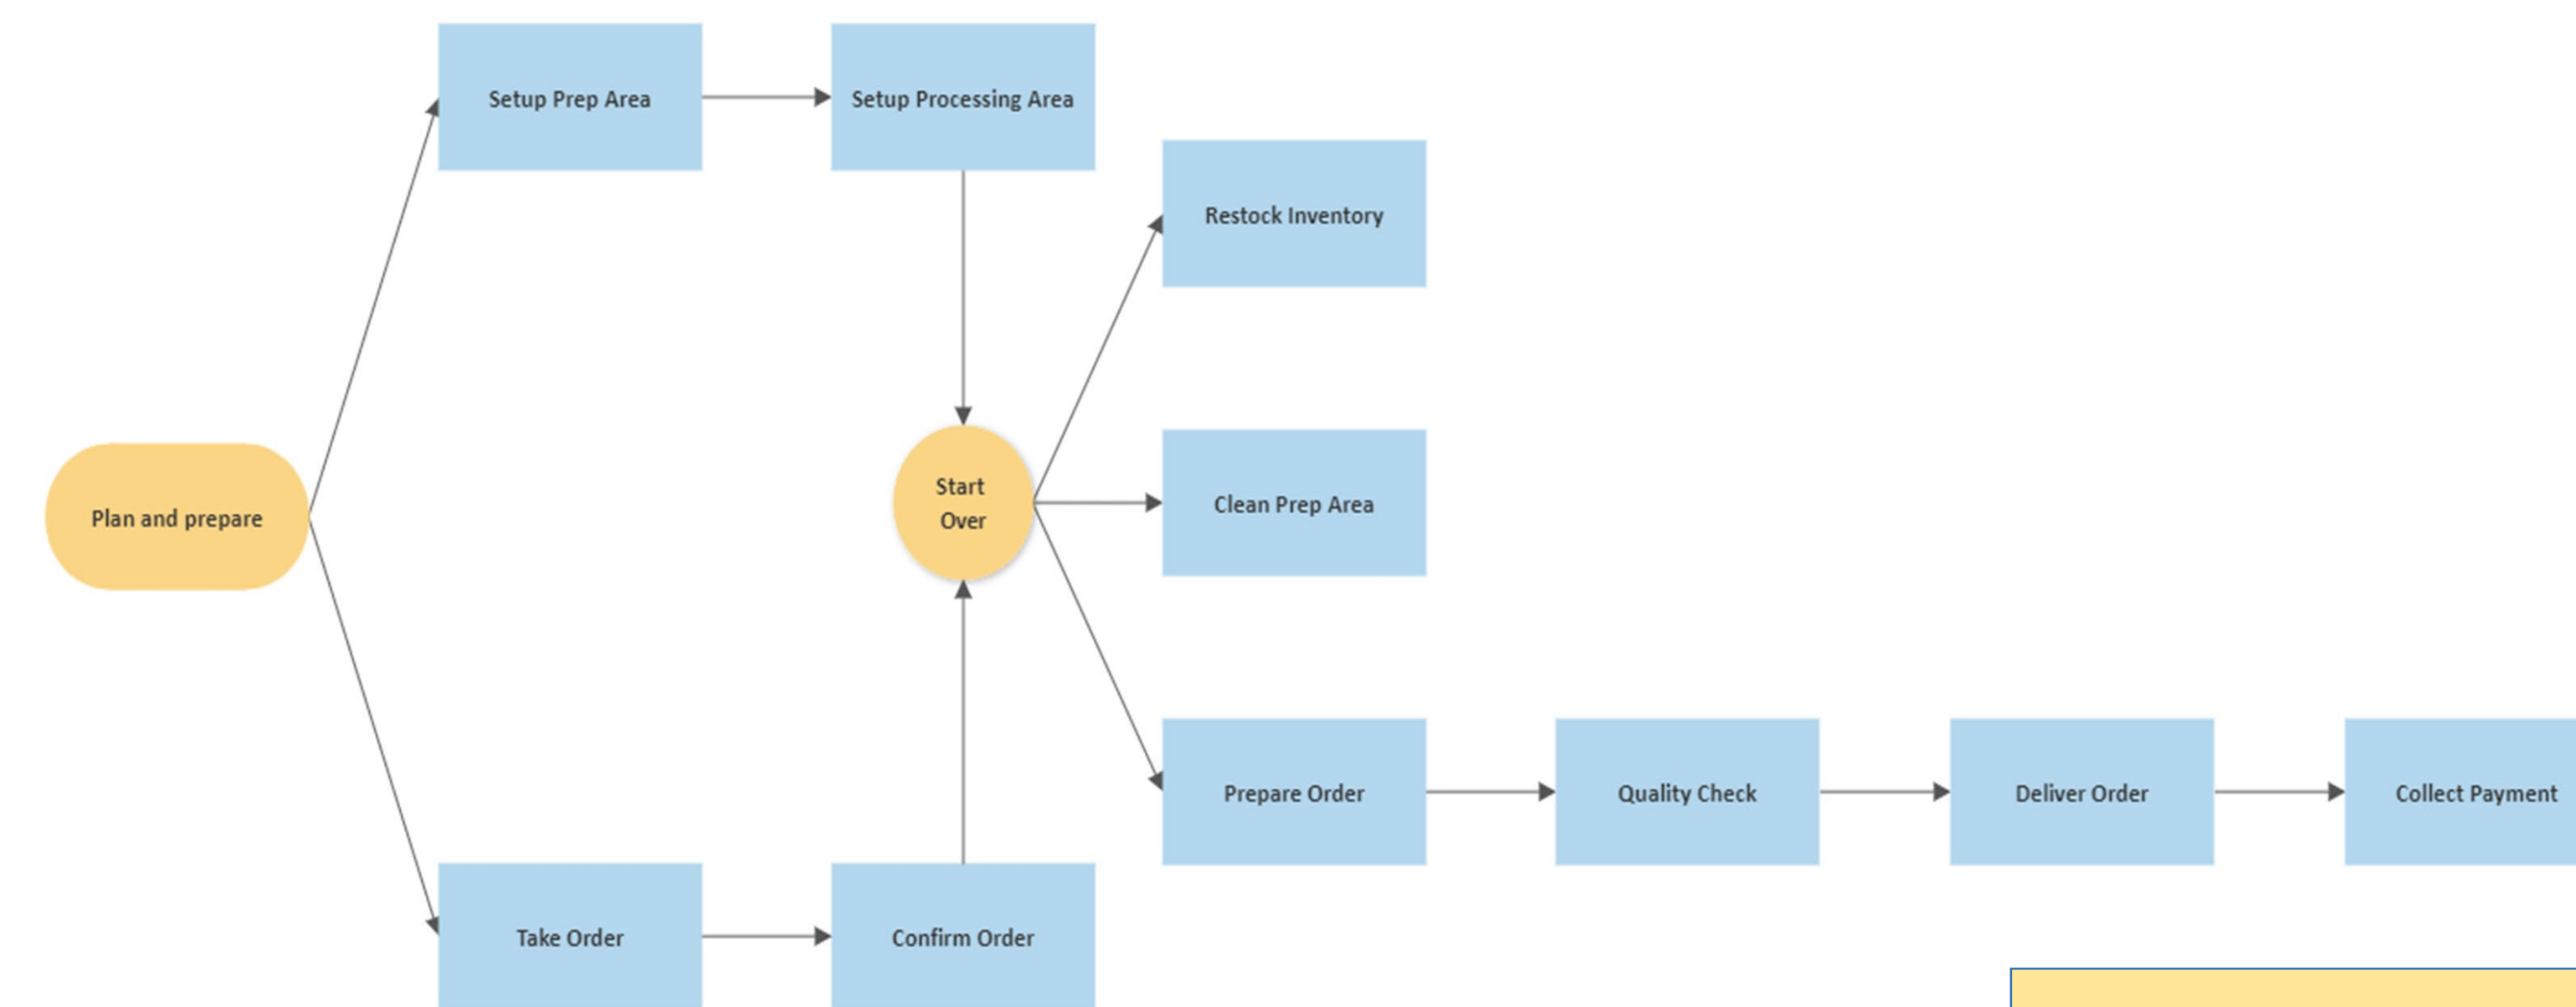 Setup Prep Area
Setup Processing Area
Restock Inventory
Plan and prepare
Start
Over
Clean Prep Area
Prepare Order
Quality Check
Deliver Order
Collect Payment
Take Order
Confirm Order